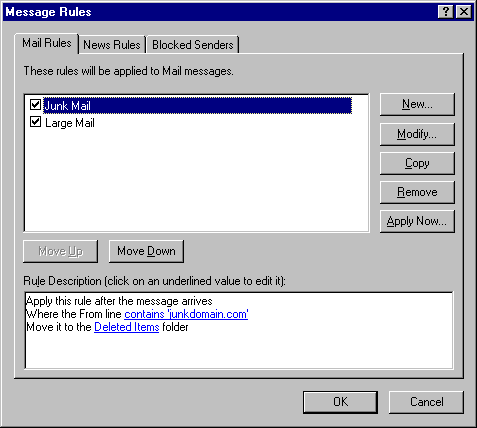 Message Rules
Mail Rules News Rules Blocked Senders
These rules will be applied to Mail messages.
Junk Mail
Large Mail
New...
Modify...
Copy
Remove
Apply Now...
Move Up Move Down
Rule Description (click on an underlined value to edit it):
Apply this rule after the message arrives
Where the From line contains 'junkdomain.com'
Move it to the Deleted Items folder
OK Cancel